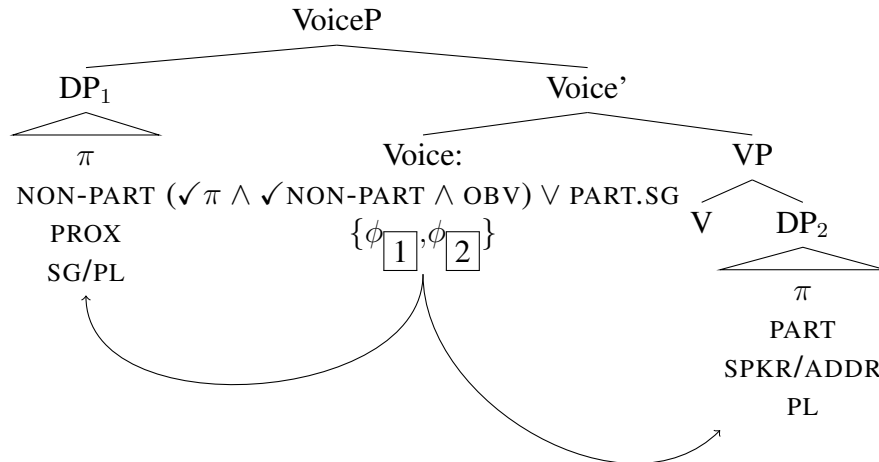 VoiceP
DP₁ Voice’
π Voice: VP
NON-PART (✓π ∧ ✓NON-PART ∧ OBV) ∨ PART.SG V DP₂
PROX {ϕ1,ϕ2}
SG/PL
π
PART
SPKR/ADDR
PL